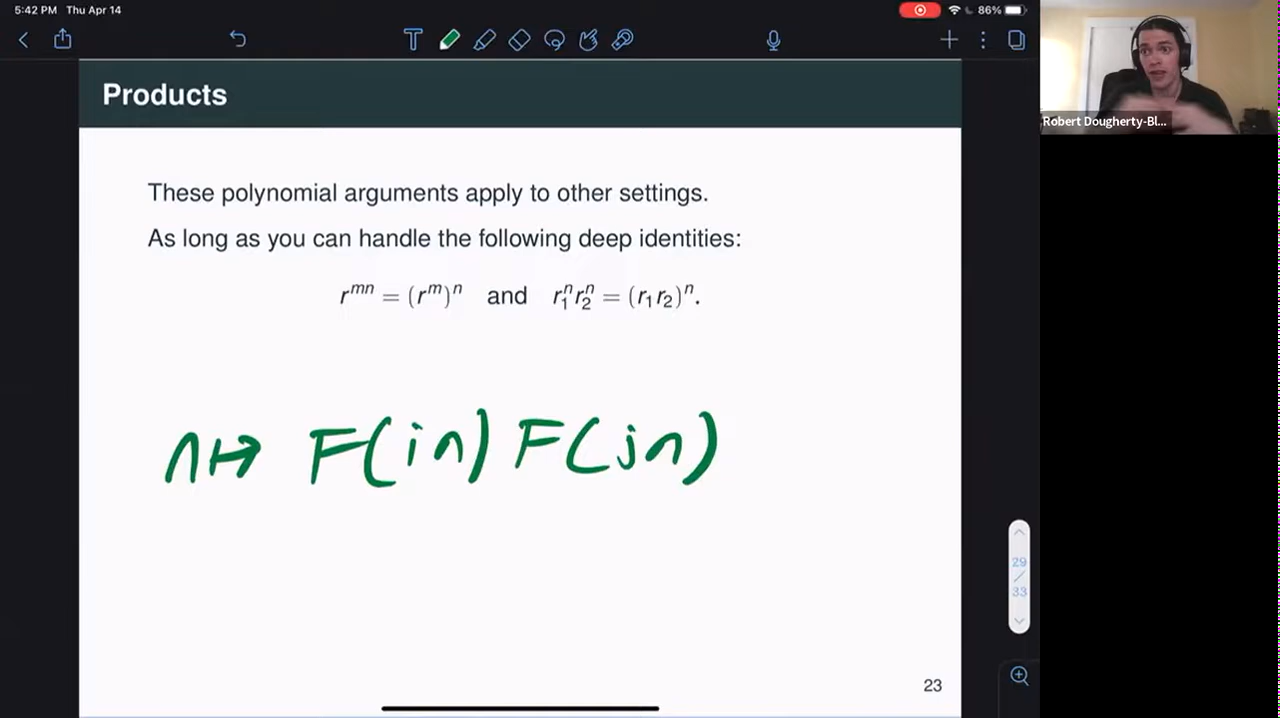 5:42 PM Thu Apr 14
86%
Products
These polynomial arguments apply to other settings.
As long as you can handle the following deep identities:
r^{mn} = (r^m)^n and r_1^n r_2^n = (r_1 r_2)^n.
n ↦ F(in) F(jn)
29
/
33
23
Robert Dougherty-Bl...